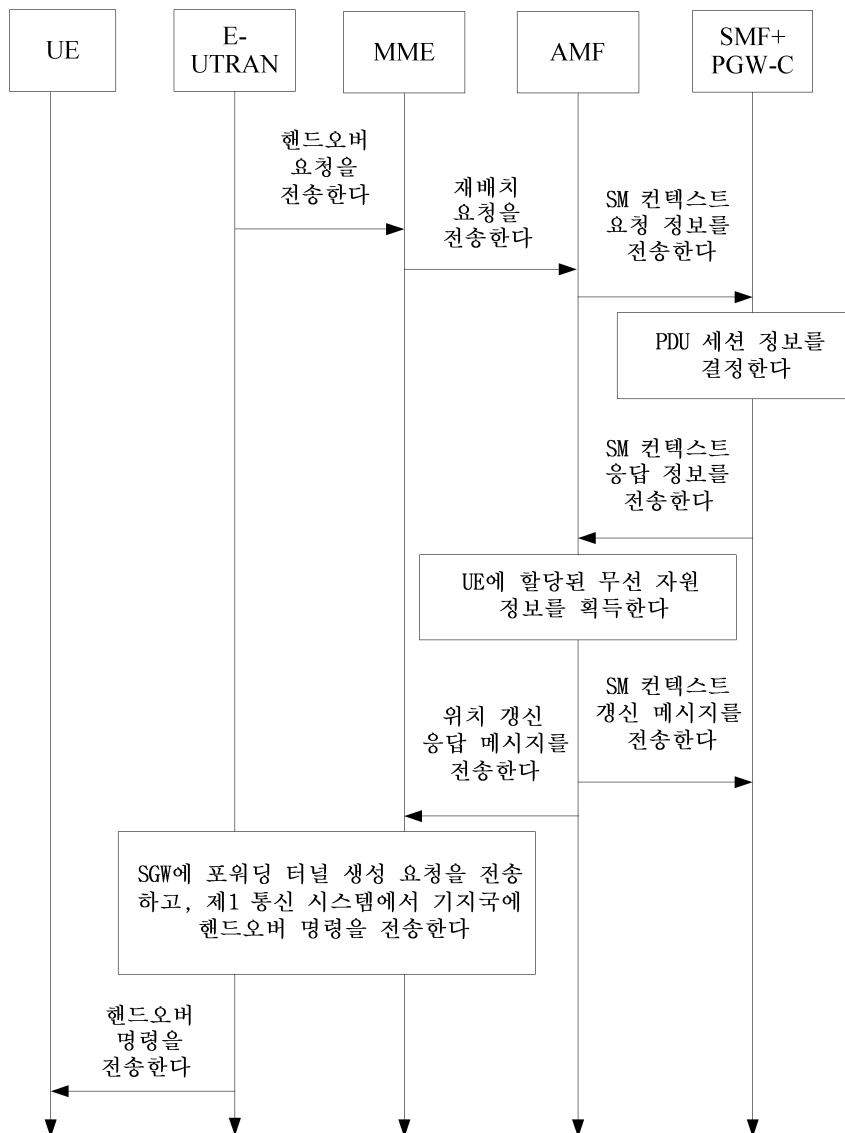 UE
E-
UTRAN
MME
AMF
SMF+
PGW-C
핸드오버
요청을
전송한다
재배치
요청을
전송한다
SM 컨텍스트
요청 정보를
전송한다
PDU 세션 정보를
결정한다
SM 컨텍스트
응답 정보를
전송한다
UE에 할당된 무선 자원
정보를 획득한다
SM 컨텍스트
갱신 메시지를
전송한다
위치 갱신
응답 메시지를
전송한다
SGW에 포워딩 터널 생성 요청을 전송
하고, 제1 통신 시스템에서 기지국에
핸드오버 명령을 전송한다
핸드오버
명령을
전송한다